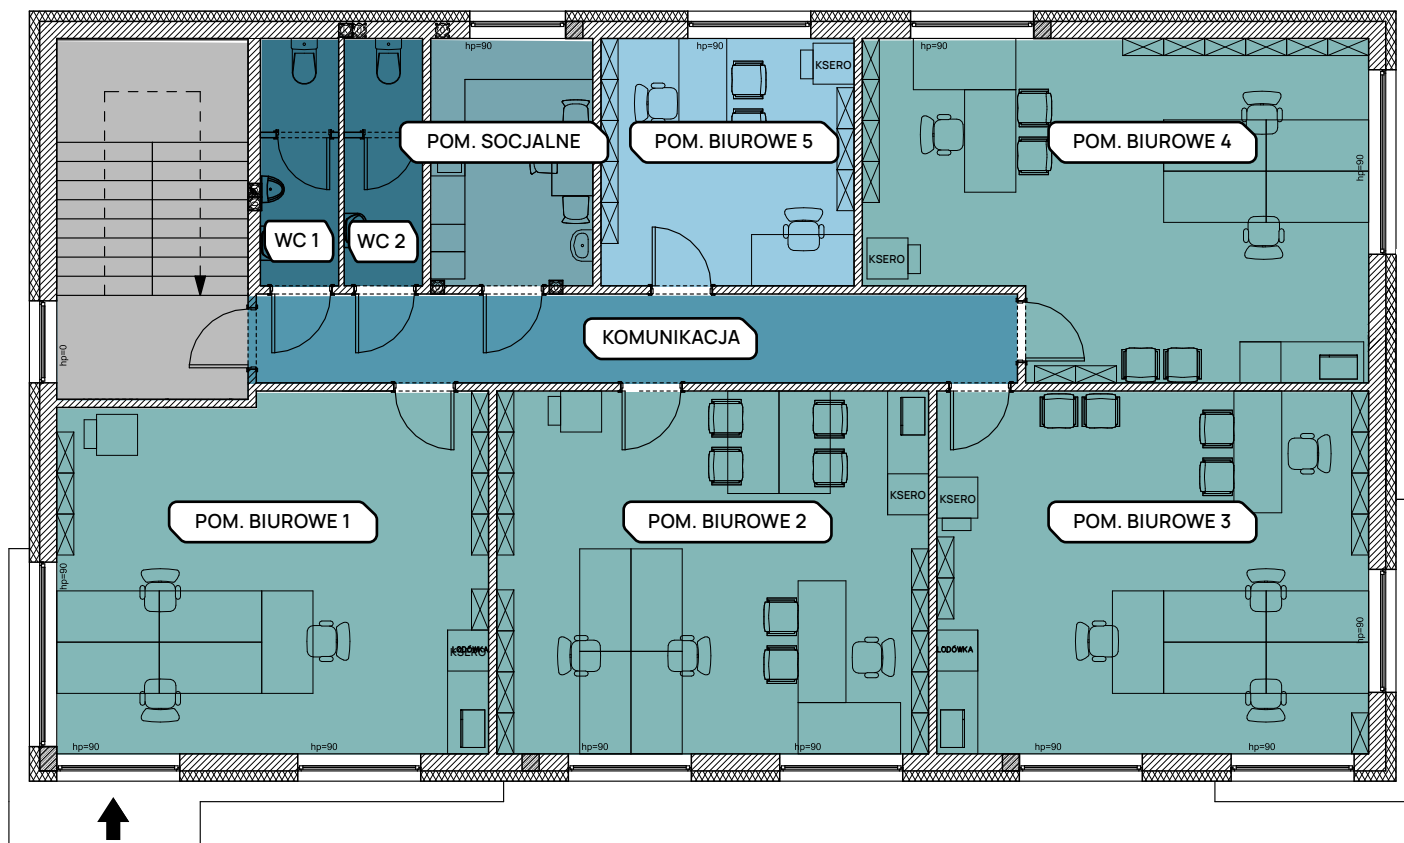 hp=90
hp=90
hp=90
KSERO
POM. SOCJALNE
POM. BIUROWE 5
POM. BIUROWE 4
hp=90
WC 1
WC 2
KSERO
KOMUNIKACJA
hp=0
KSERO
KSERO
POM. BIUROWE 1
POM. BIUROWE 2
POM. BIUROWE 3
hp=90
hp=90
LODÓWKA
KSERO
LODÓWKA
hp=90
hp=90
hp=90
hp=90
hp=90
hp=90